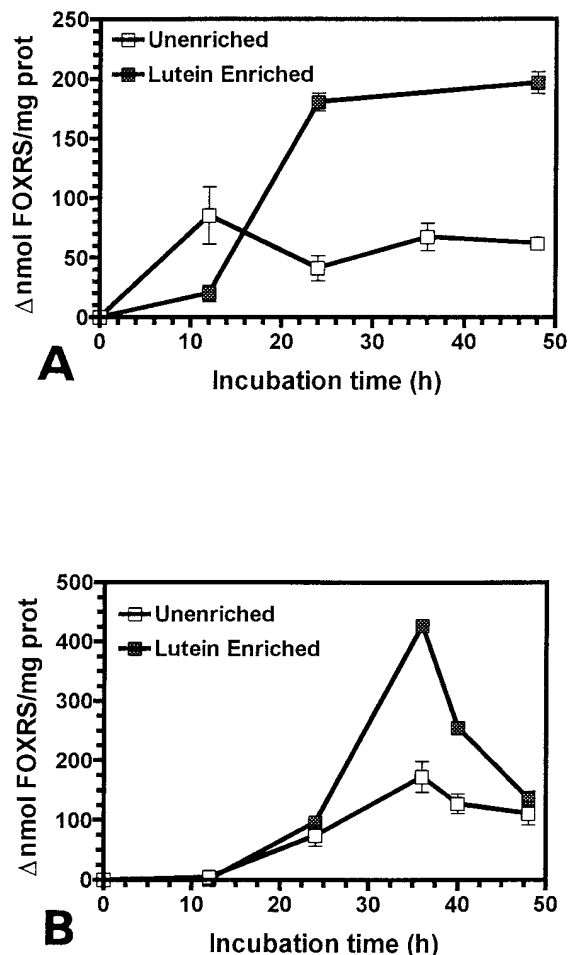 250
200
150
100
50
0
Δ nmol FOXRS/mg prot
Unenriched
Lutein Enriched
0 10 20 30 40 50
Incubation time (h)
A
500
400
300
200
100
0
Δ nmol FOXRS/mg prot
Unenriched
Lutein Enriched
0 10 20 30 40 50
Incubation time (h)
B